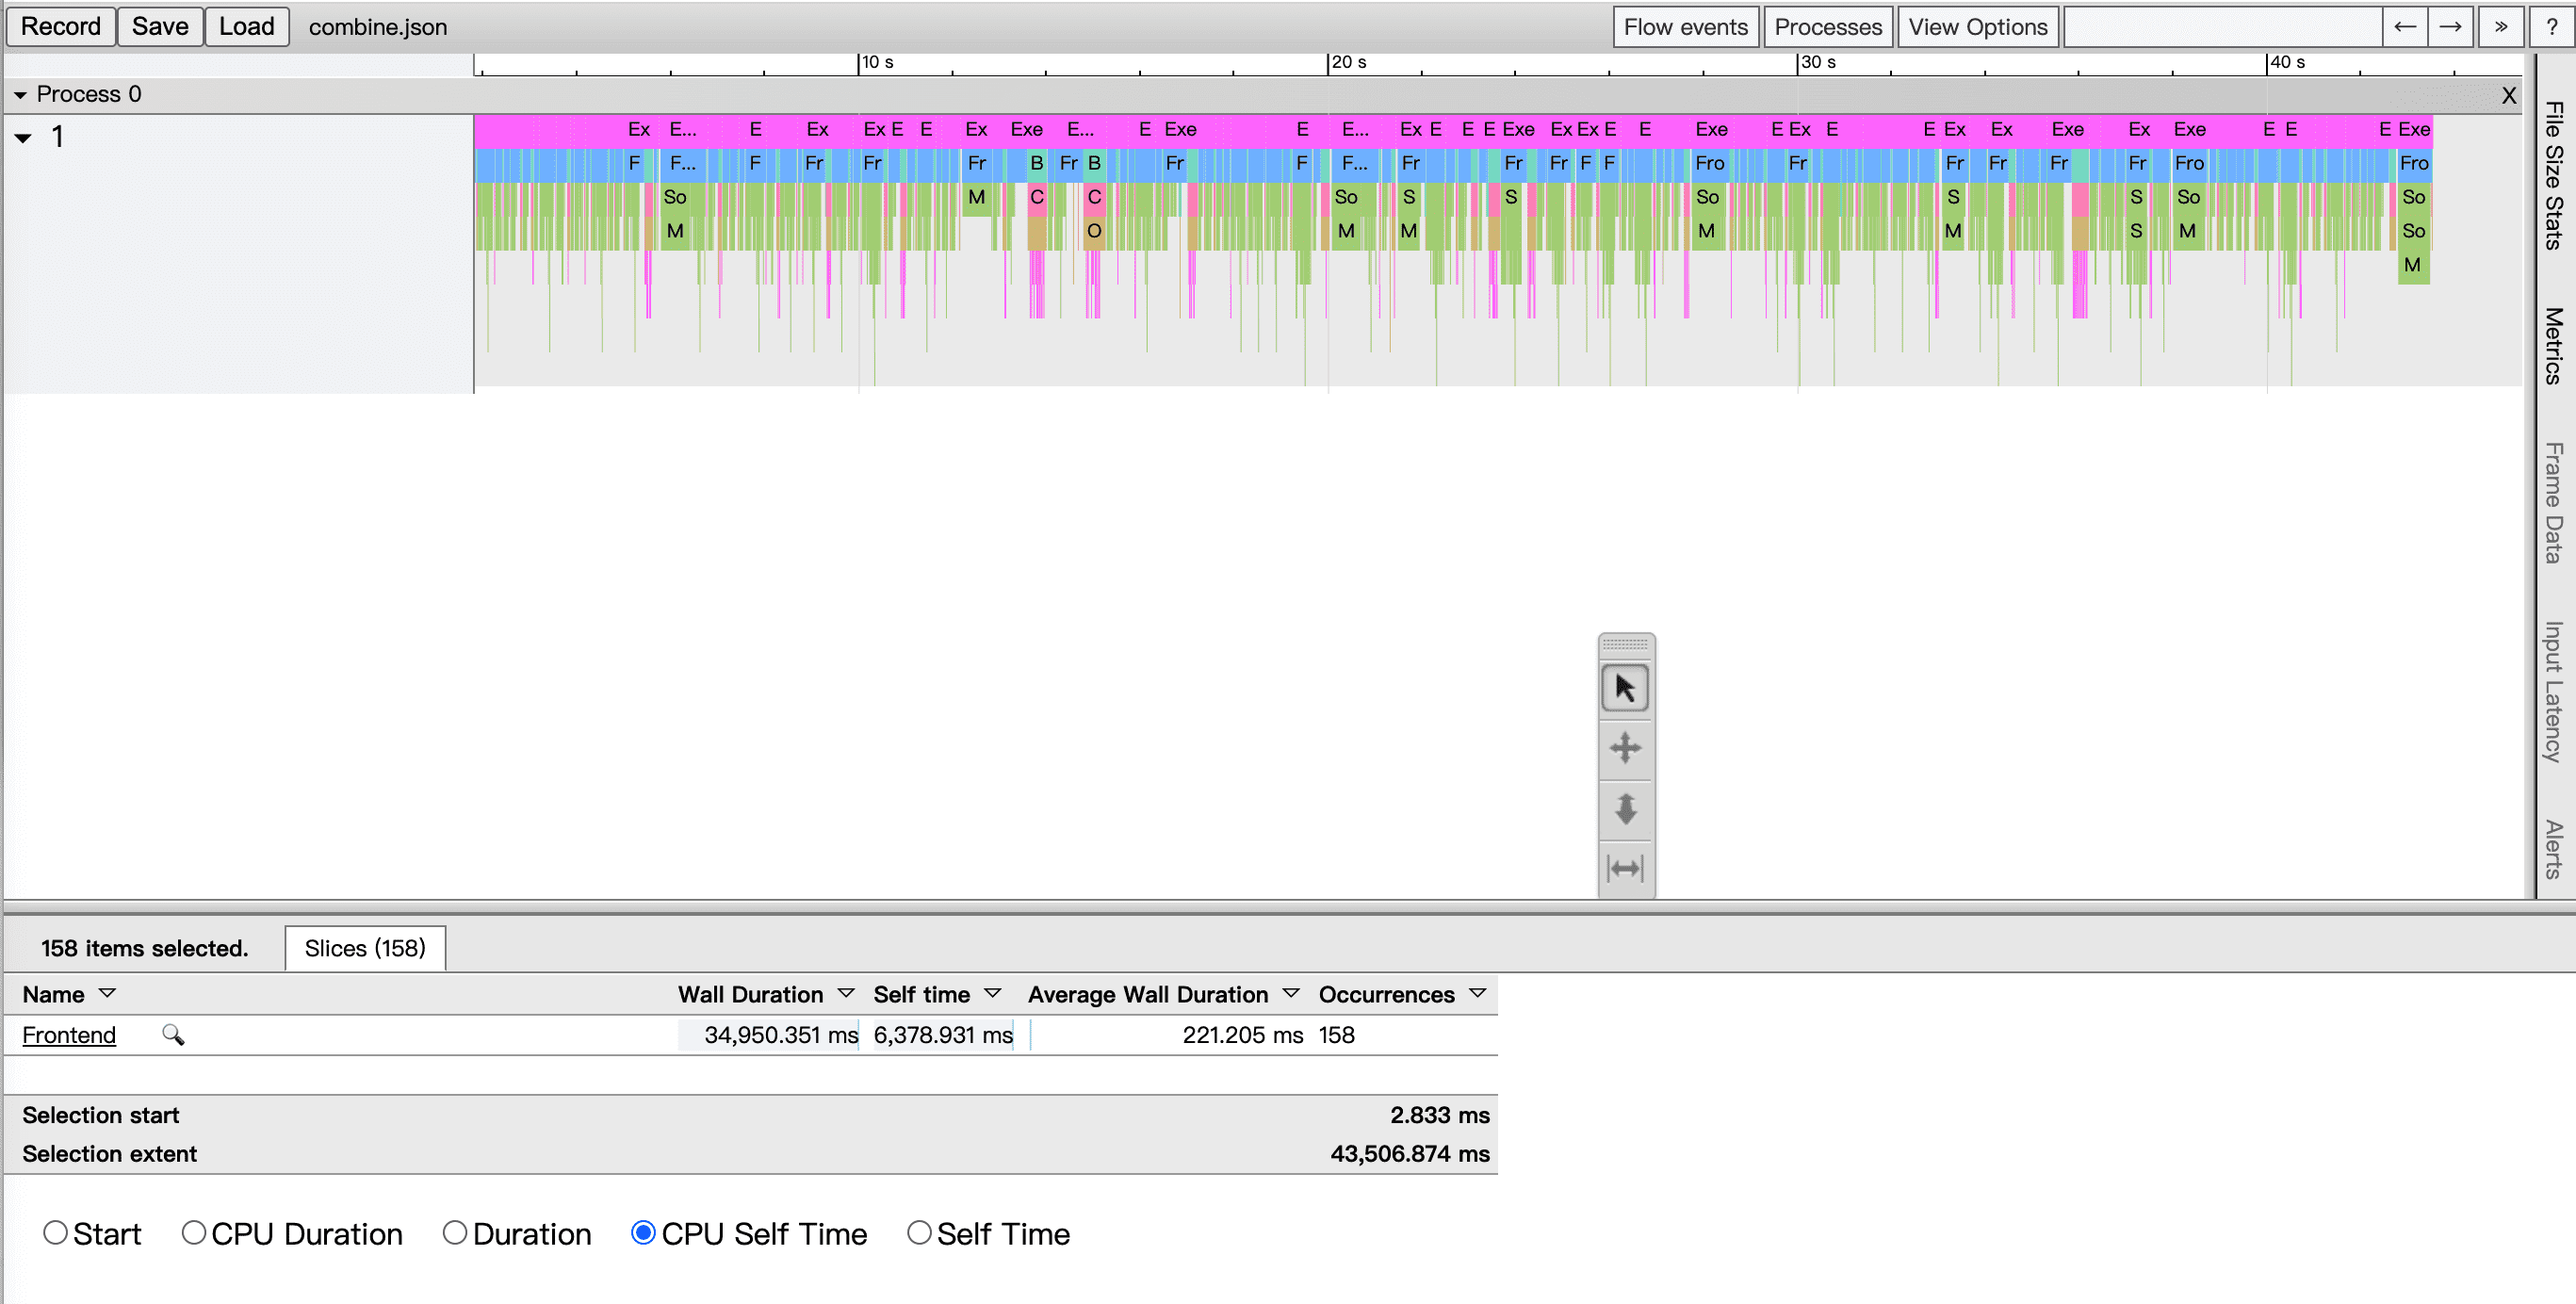 Record Save Load combine.json Flow events Processes View Options ← → » ?
10 s 20 s 30 s 40 s
Process 0 X
1
Ex E... E Ex Ex E E Ex Exe E... E Exe E E... Ex E E E Exe Ex Ex E E Exe E Ex E E Ex Ex Exe Ex Exe E E E Exe
F F... F Fr Fr Fr B Fr B Fr F F... Fr Fr Fr F F Fro Fr Fr Fr Fr Fr Fro Fro
So M C C So S S So S S So So
M O M M M M S M So
M
File Size Stats
Metrics
Frame Data
Input Latency
Alerts
158 items selected. Slices (158)
Name Wall Duration Self time Average Wall Duration Occurrences
Frontend 34,950.351 ms 6,378.931 ms 221.205 ms 158
Selection start 2.833 ms
Selection extent 43,506.874 ms
Start CPU Duration Duration CPU Self Time Self Time